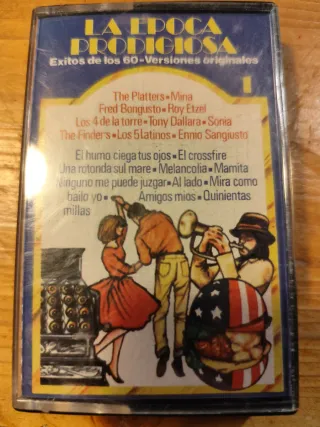 LA EPOCA
PRODIGIOSA
Exitos de los 60-Versiones originales
1
The Platters▪Mina
Fred Bongusto▪Roy Etzel
Los 4 de la torre▪Tony Dallara▪Sonia
The Finder's▪Los 5 latinos▪Ennio Sangiusto
El humo ciega tus ojos▪El crossfire
Una rotonda sul mare▪Melancolia▪Mamita
Ninguno me puede juzgar▪Al lado▪Mira como
bailo yo▪ Amigos mios▪Quinientas
millas